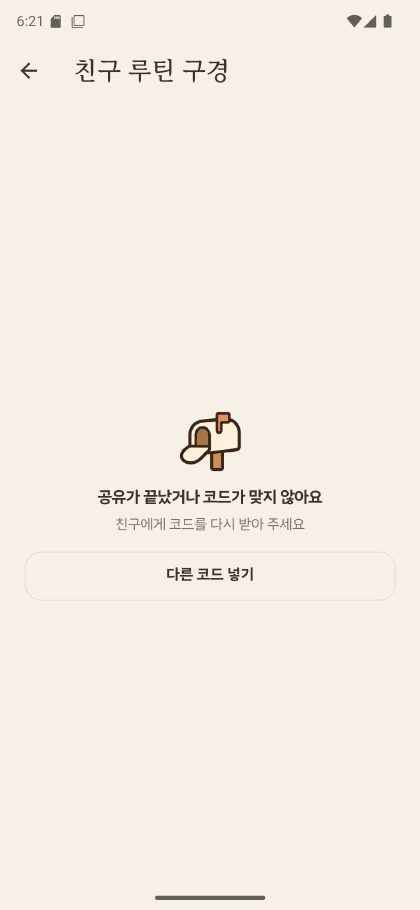 6:21
친구 루틴 구경
공유가 끝났거나 코드가 맞지 않아요
친구에게 코드를 다시 받아 주세요
다른 코드 넣기